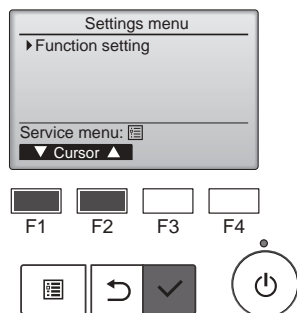 Settings menu
Function setting
Service menu:
▼ Cursor ▲
F1 F2 F3 F4